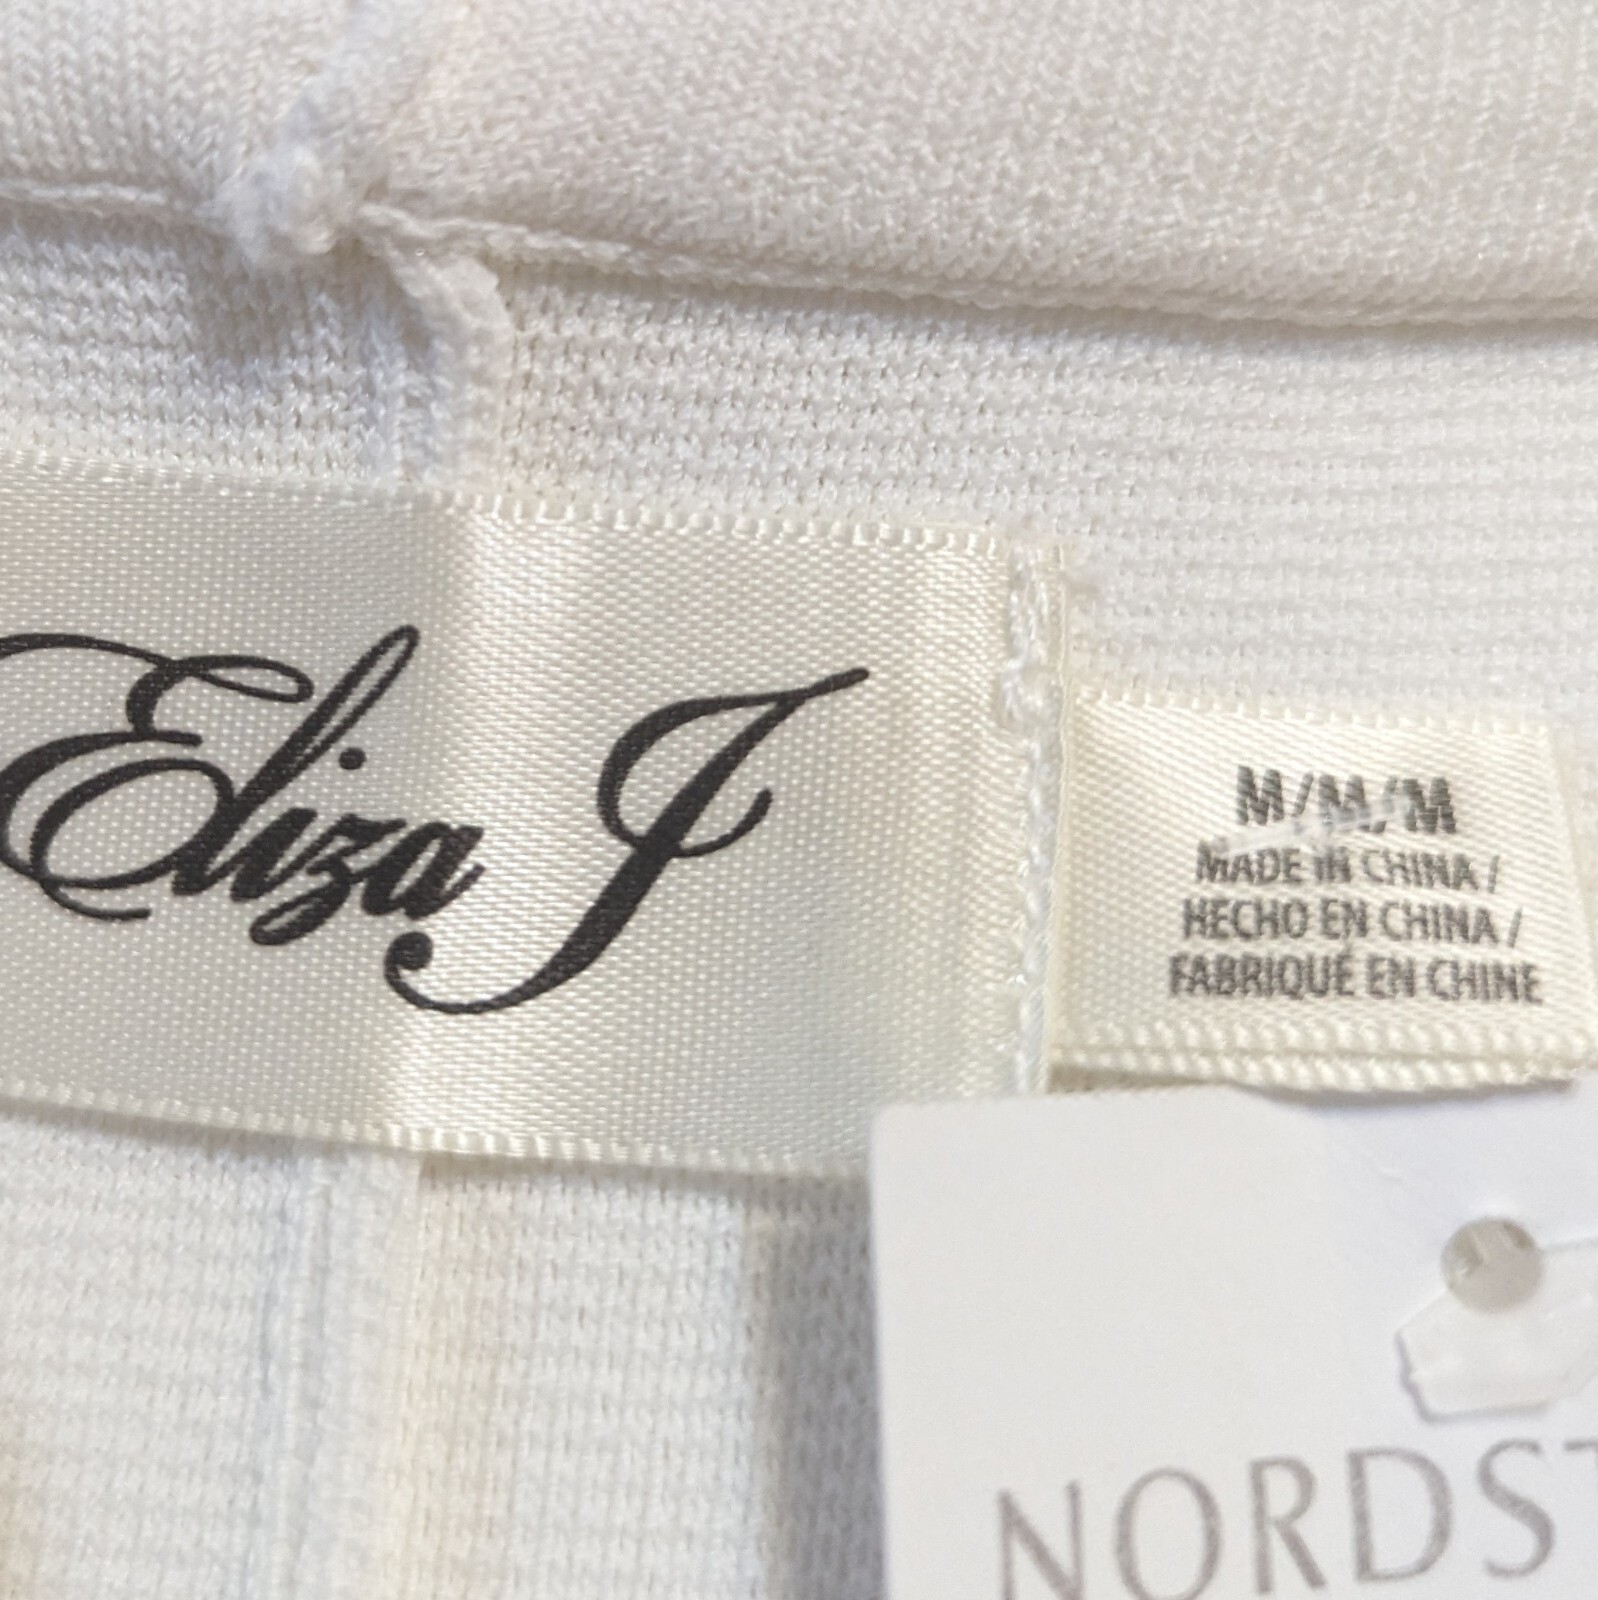 Eliza J
M/M/M
MADE IN CHINA /
HECHO EN CHINA /
FABRIQUÉ EN CHINE
NORDST